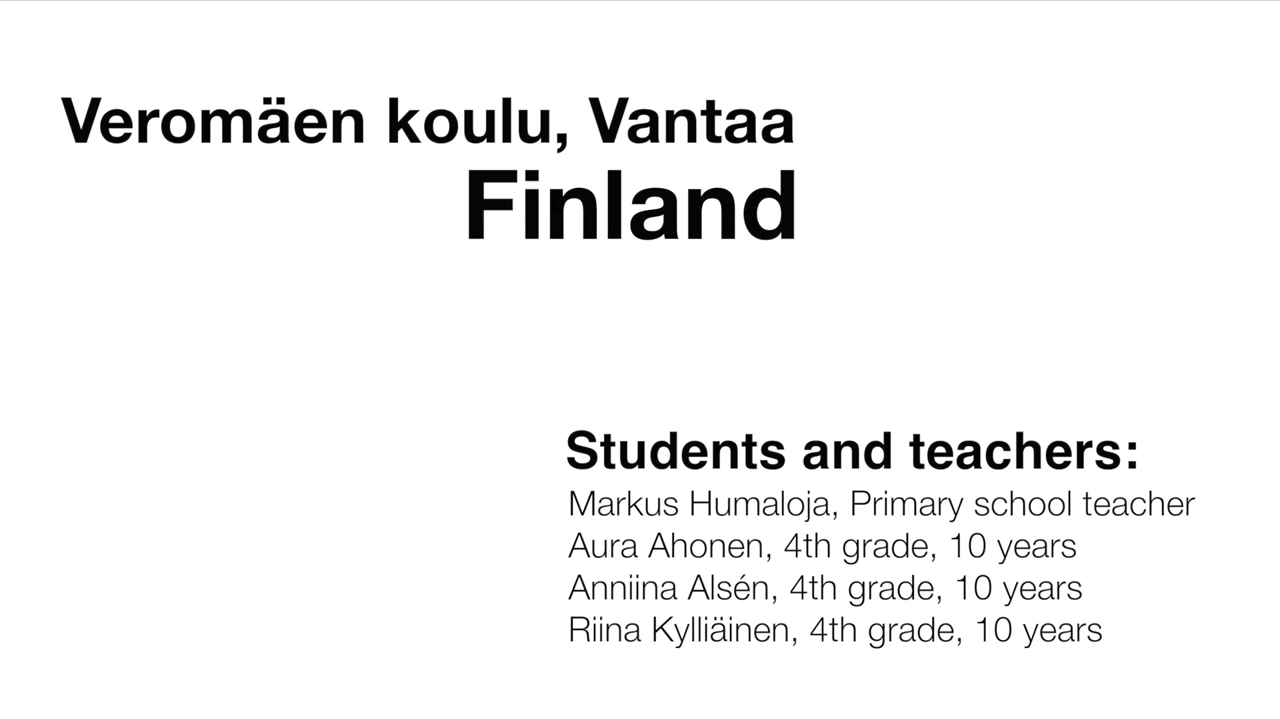 Veromäen koulu, Vantaa
Finland
Students and teachers:
Markus Humaloja, Primary school teacher
Aura Ahonen, 4th grade, 10 years
Anniina Alsén, 4th grade, 10 years
Riina Kylliäinen, 4th grade, 10 years